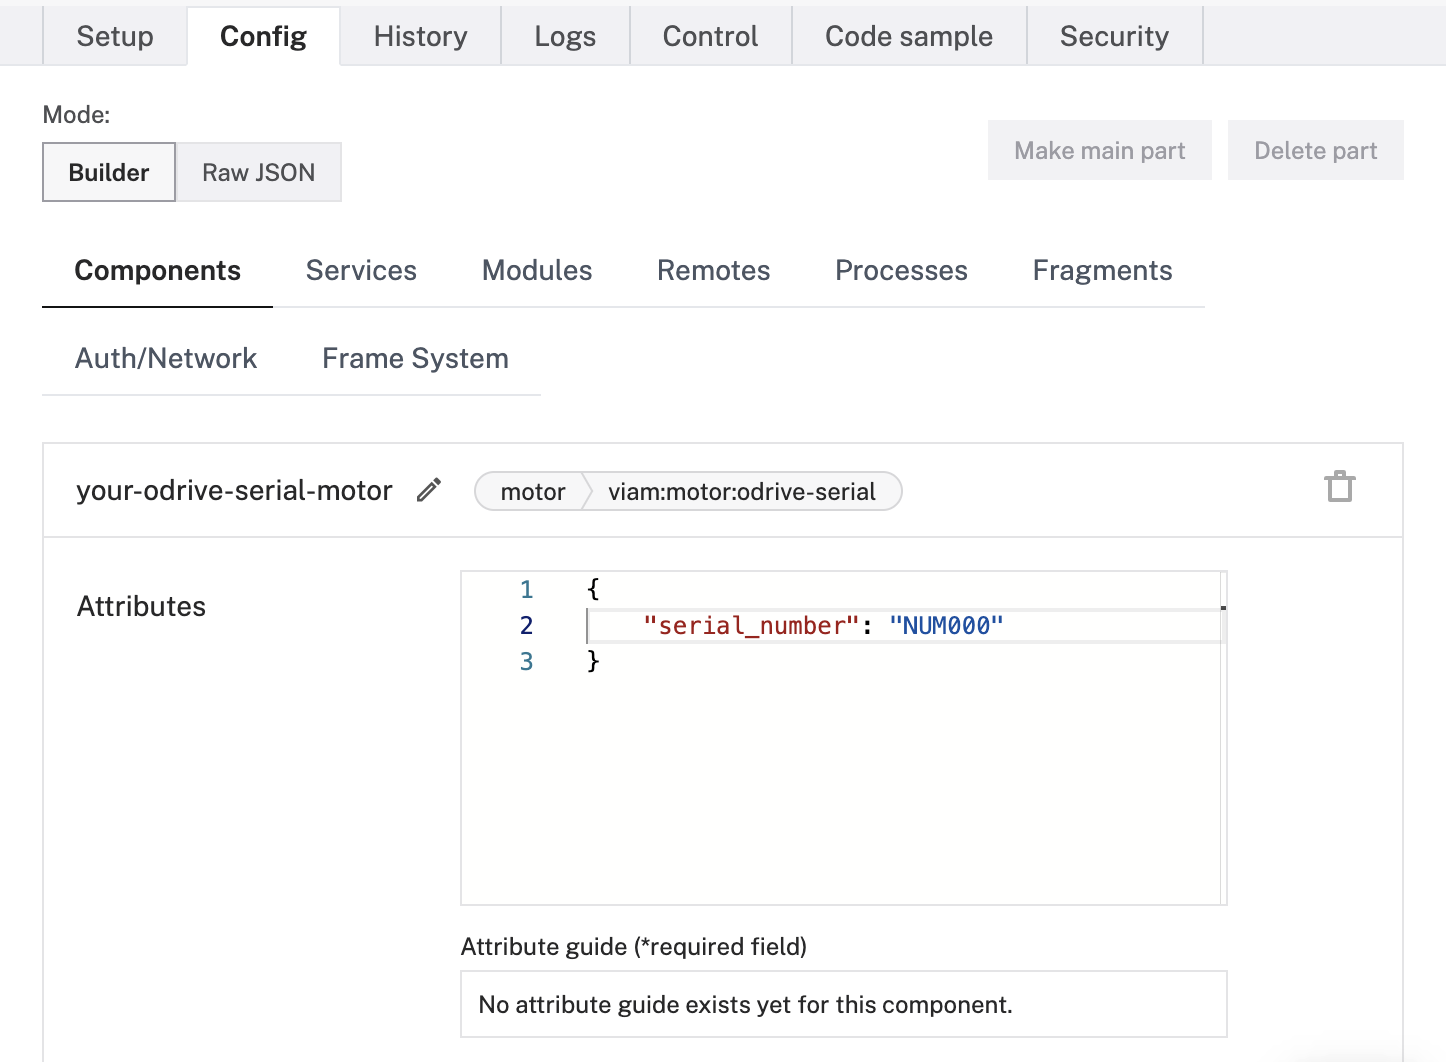 Setup Config History Logs Control Code sample Security
Mode:
Builder Raw JSON
Make main part Delete part
Components Services Modules Remotes Processes Fragments
Auth/Network Frame System
your-odrive-serial-motor motor viam:motor:odrive-serial
Attributes
1 {
2 "serial_number": "NUM000"
3 }
Attribute guide (*required field)
No attribute guide exists yet for this component.